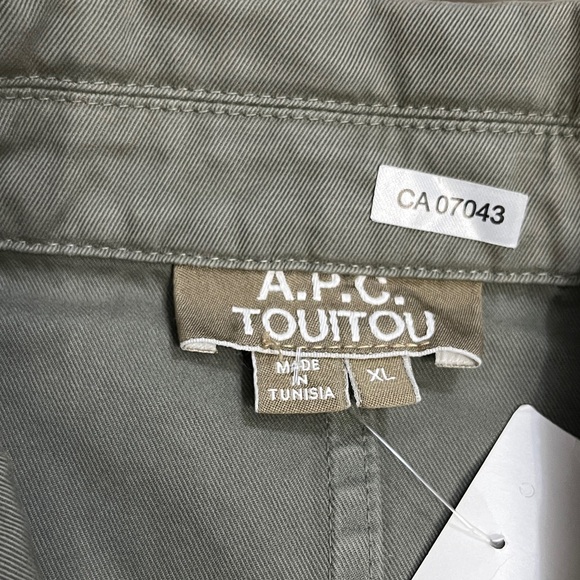 CA 07043
A.P.C.
TOUITOU
MADE
IN
TUNISIA
XL